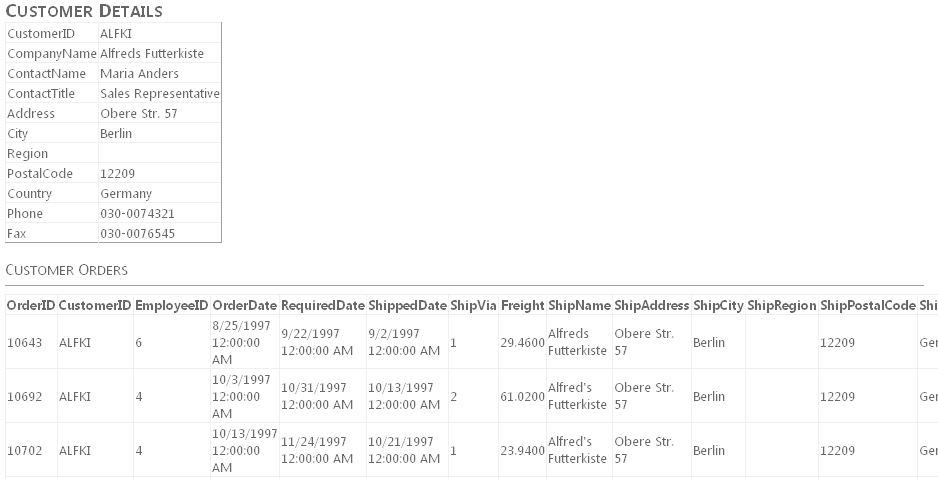 CUSTOMER DETAILS
CustomerID ALFKI
CompanyName Alfreds Futterkiste
ContactName Maria Anders
ContactTitle Sales Representative
Address Obere Str. 57
City Berlin
Region
PostalCode 12209
Country Germany
Phone 030-0074321
Fax 030-0076545
CUSTOMER ORDERS
OrderID CustomerID EmployeeID OrderDate RequiredDate ShippedDate ShipVia Freight ShipName ShipAddress ShipCity ShipRegion ShipPostalCode Shi
8/25/1997 9/22/1997 9/2/1997 Alfreds Obere Str.
10643 ALFKI 6 12:00:00 12:00:00 AM 12:00:00 AM 1 29.4600 Futterkiste 57 Berlin 12209 Ger
AM
10/3/1997 10/31/1997 10/13/1997 Alfred's Obere Str.
10692 ALFKI 4 12:00:00 12:00:00 AM 12:00:00 AM 2 61.0200 Futterkiste 57 Berlin 12209 Ger
AM
10/13/1997 11/24/1997 10/21/1997 Alfred's Obere Str.
10702 ALFKI 4 12:00:00 12:00:00 AM 12:00:00 AM 1 23.9400 Futterkiste 57 Berlin 12209 Ger
AM